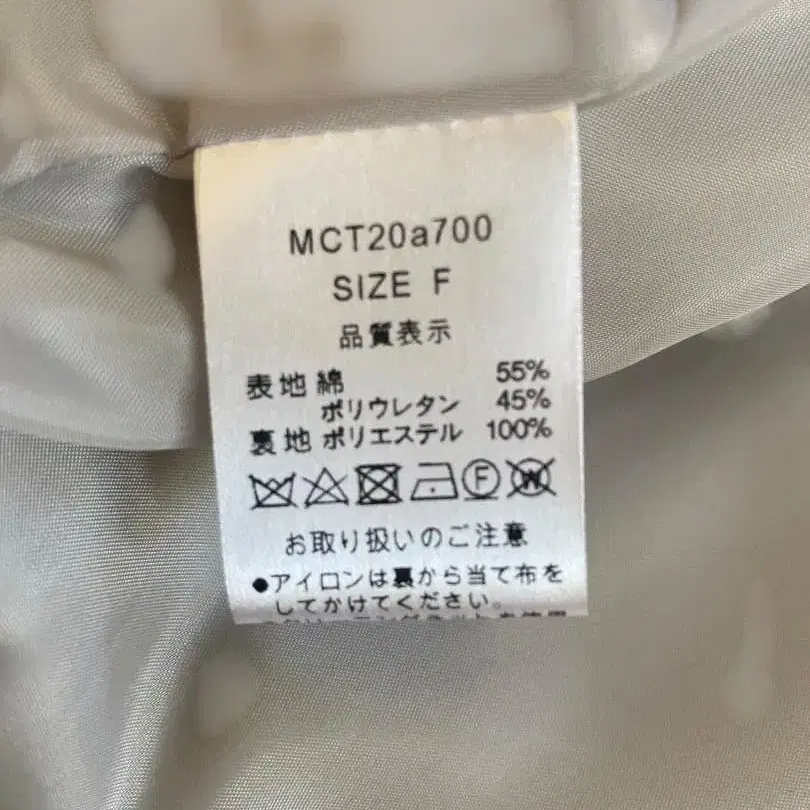 MCT20a700
SIZE F
品質表示
表地 綿 55%
ポリウレタン 45%
裏地 ポリエステル 100%
F W
お取り扱いのご注意
●アイロンは裏から当て布を
してかけてください。